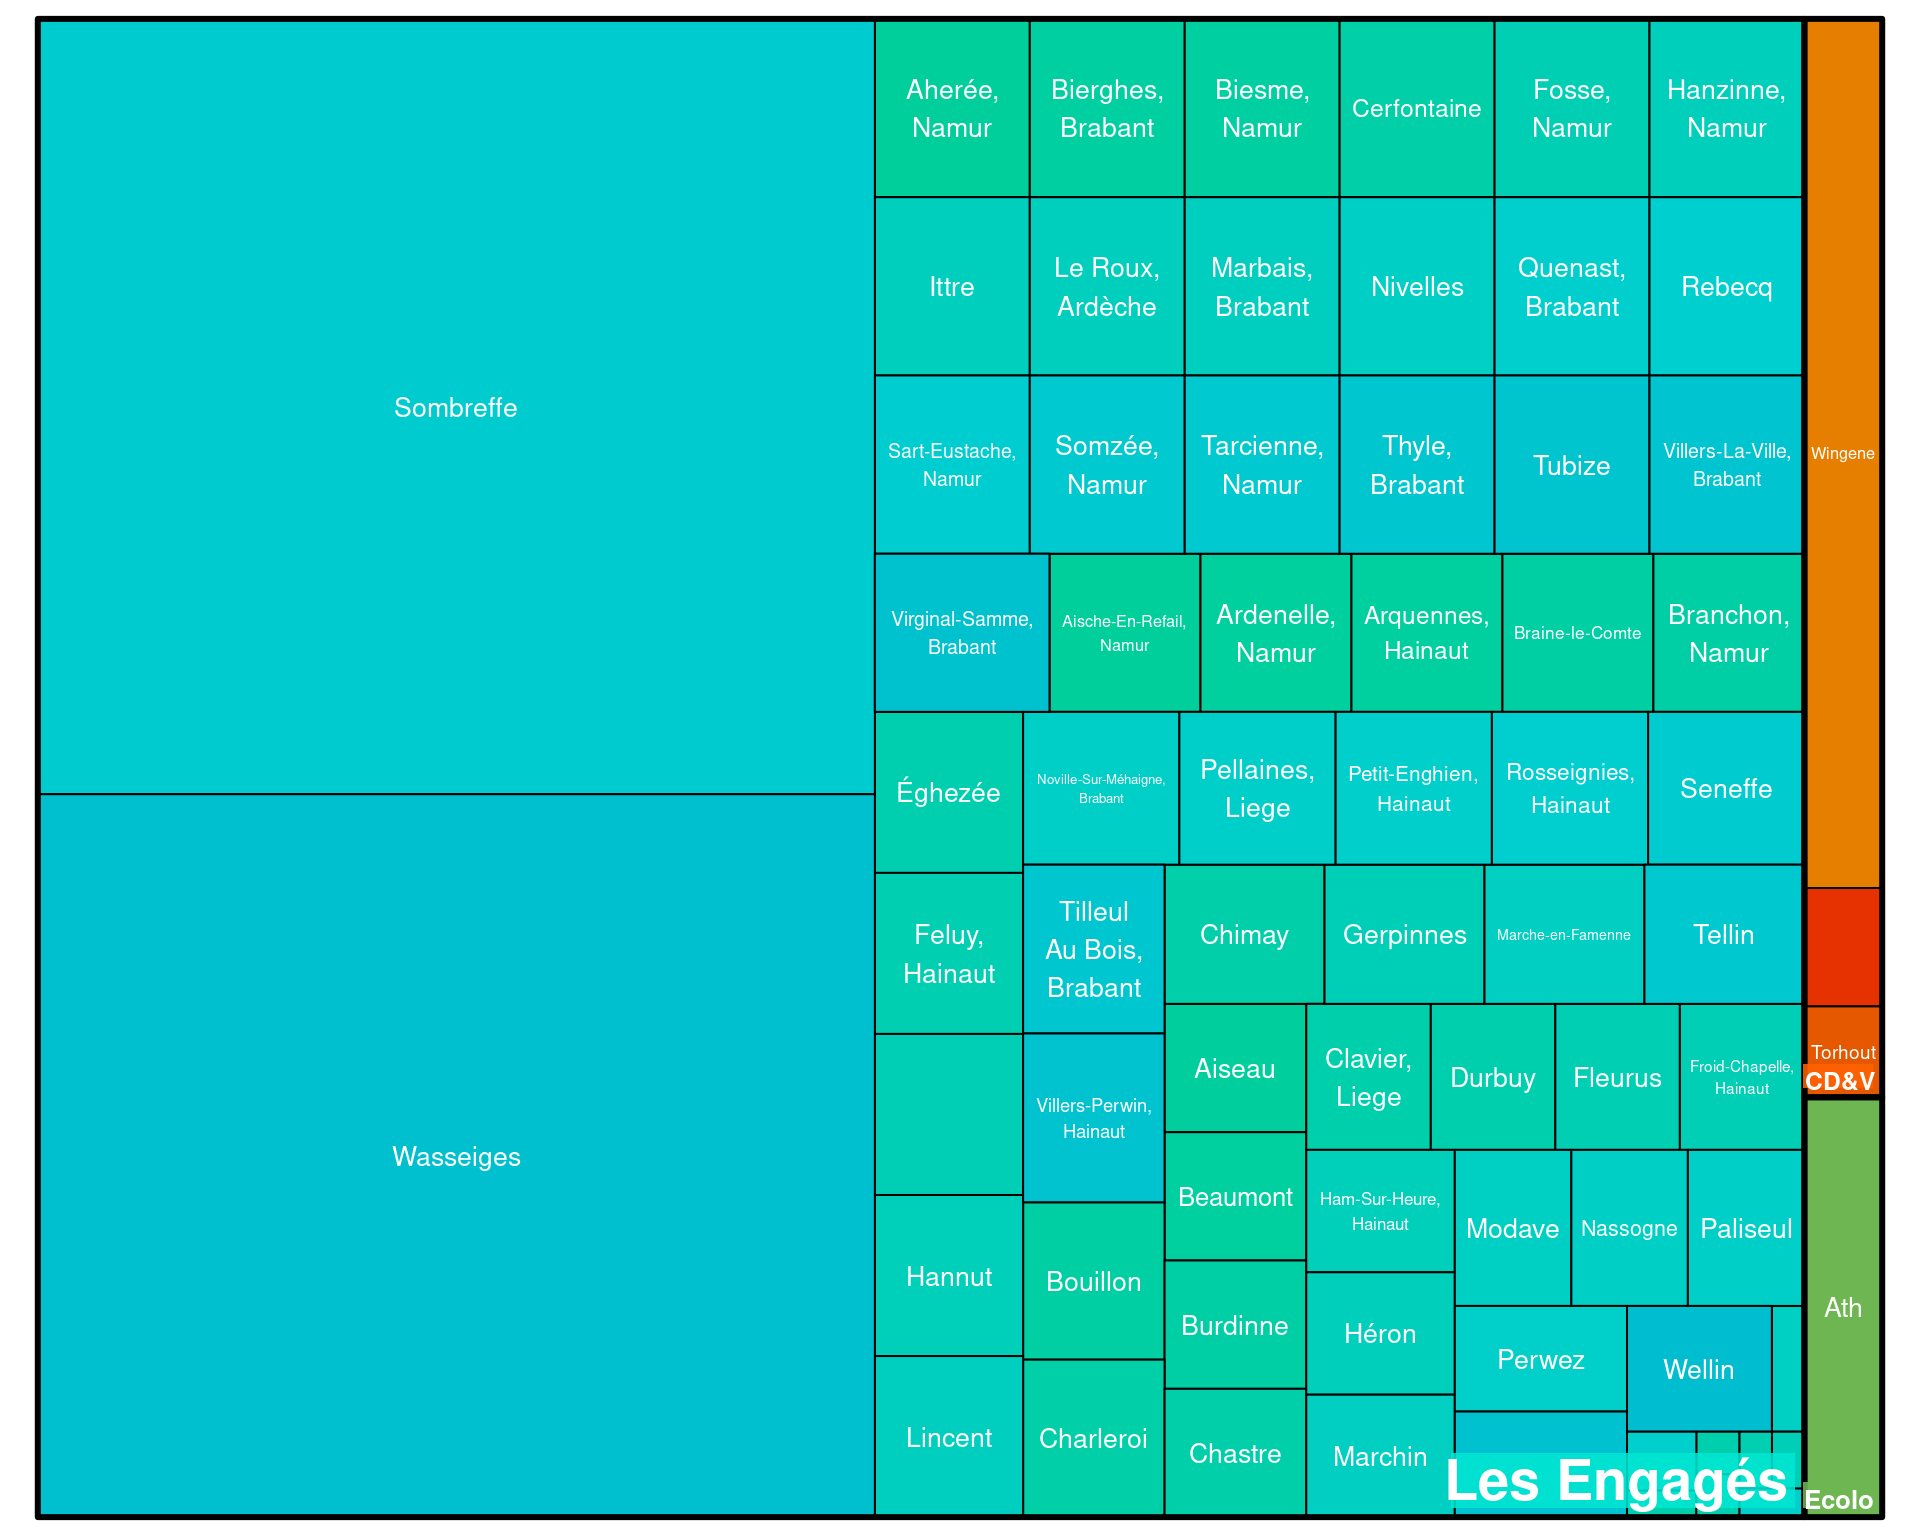 Sombreffe
Wasseiges
Aherée,
Namur
Bierghes,
Brabant
Biesme,
Namur
Cerfontaine
Fosse,
Namur
Hanzinne,
Namur
Ittre
Le Roux,
Ardèche
Marbais,
Brabant
Nivelles
Quenast,
Brabant
Rebecq
Sart-Eustache,
Namur
Somzée,
Namur
Tarcienne,
Namur
Thyle,
Brabant
Tubize
Villers-La-Ville,
Brabant
Virginal-Samme,
Brabant
Aische-En-Refail,
Namur
Ardenelle,
Namur
Arquennes,
Hainaut
Braine-le-Comte
Branchon,
Namur
Éghezée
Feluy,
Hainaut
Hannut
Lincent
Noville-Sur-Méhaigne,
Brabant
Pellaines,
Liege
Petit-Enghien,
Hainaut
Rosseignies,
Hainaut
Seneffe
Tilleul
Au Bois,
Brabant
Villers-Perwin,
Hainaut
Bouillon
Charleroi
Chimay
Gerpinnes
Marche-en-Famenne
Tellin
Aiseau
Beaumont
Burdinne
Chastre
Clavier,
Liege
Durbuy
Fleurus
Froid-Chapelle,
Hainaut
Ham-Sur-Heure,
Hainaut
Héron
Marchin
Modave
Nassogne
Paliseul
Perwez
Wellin
Les Engagés
Wingene
Torhout
CD&V
Ath
Ecolo